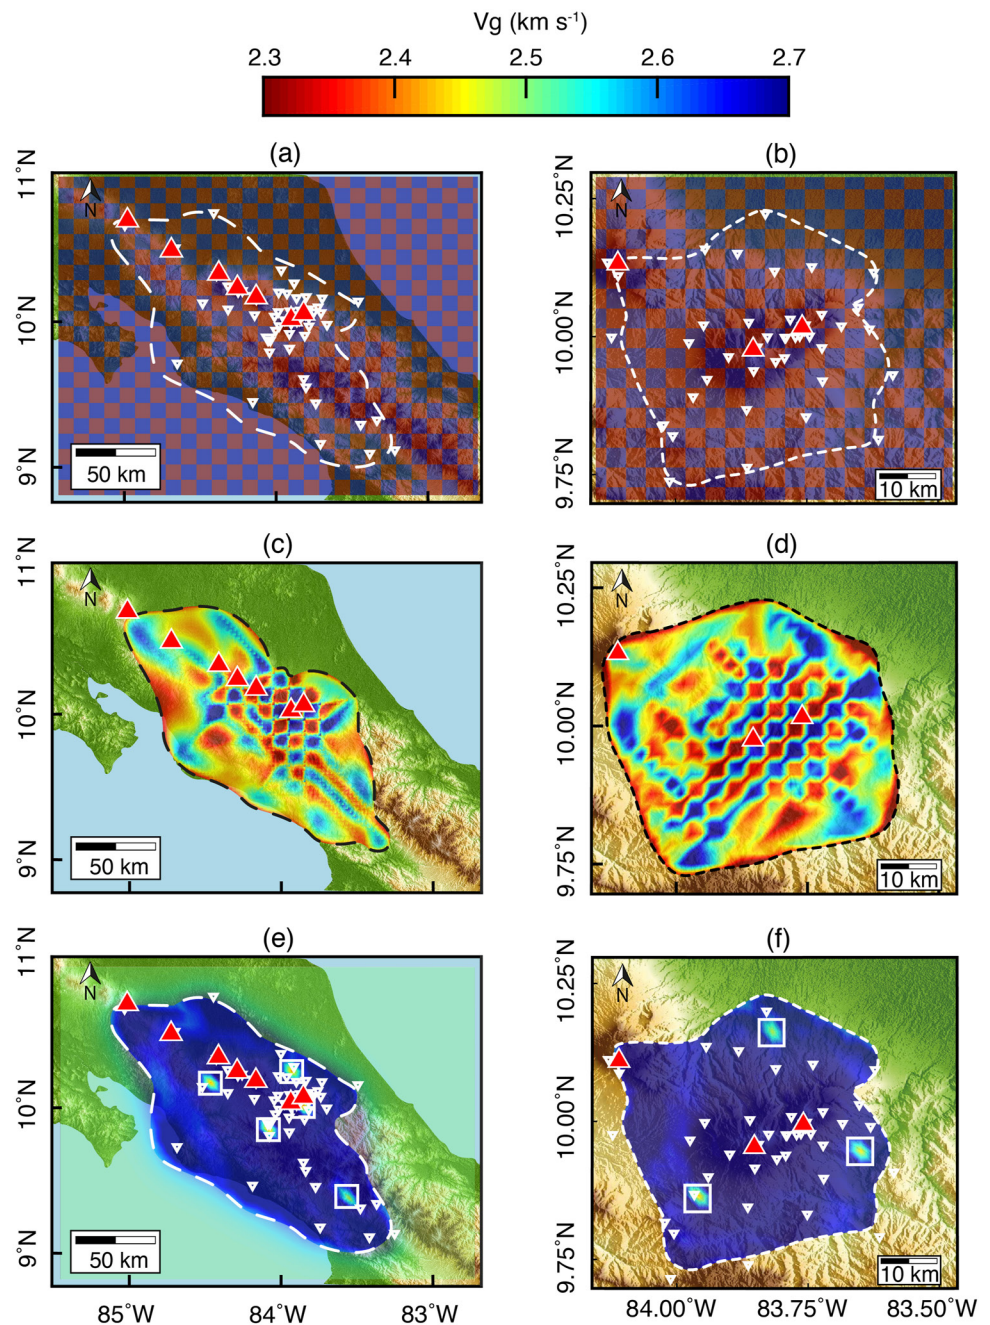 Vg (km s-1)
2.3 2.4 2.5 2.6 2.7
(a) (b)
11˚N
10˚N
9˚N
N
50 km
10.25˚N
10.00˚N
9.75˚N
N
10 km
(c) (d)
11˚N
10˚N
9˚N
N
50 km
10.25˚N
10.00˚N
9.75˚N
N
10 km
(e) (f)
11˚N
10˚N
9˚N
N
50 km
10.25˚N
10.00˚N
9.75˚N
N
10 km
85˚W 84˚W 83˚W 84.00˚W 83.75˚W 83.50˚W